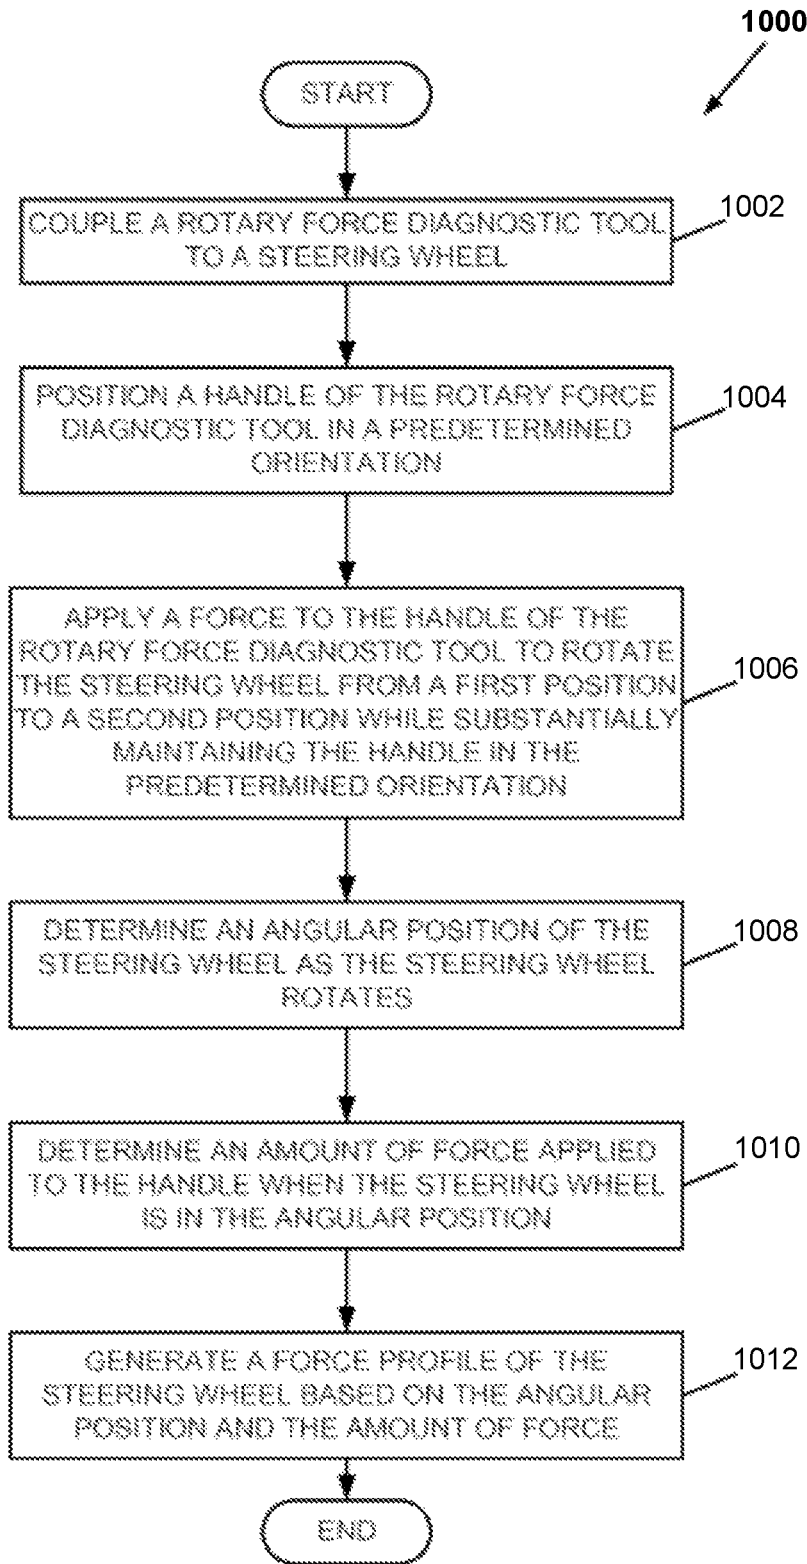 1000
START
COUPLE A ROTARY FORCE DIAGNOSTIC TOOL
TO A STEERING WHEEL
1002
POSITION A HANDLE OF THE ROTARY FORCE
DIAGNOSTIC TOOL IN A PREDETERMINED
ORIENTATION
1004
APPLY A FORCE TO THE HANDLE OF THE
ROTARY FORCE DIAGNOSTIC TOOL TO ROTATE
THE STEERING WHEEL FROM A FIRST POSITION
TO A SECOND POSITION WHILE SUBSTANTIALLY
MAINTAINING THE HANDLE IN THE
PREDETERMINED ORIENTATION
1006
DETERMINE AN ANGULAR POSITION OF THE
STEERING WHEEL AS THE STEERING WHEEL
ROTATES
1008
DETERMINE AN AMOUNT OF FORCE APPLIED
TO THE HANDLE WHEN THE STEERING WHEEL
IS IN THE ANGULAR POSITION
1010
GENERATE A FORCE PROFILE OF THE
STEERING WHEEL BASED ON THE ANGULAR
POSITION AND THE AMOUNT OF FORCE
1012
END